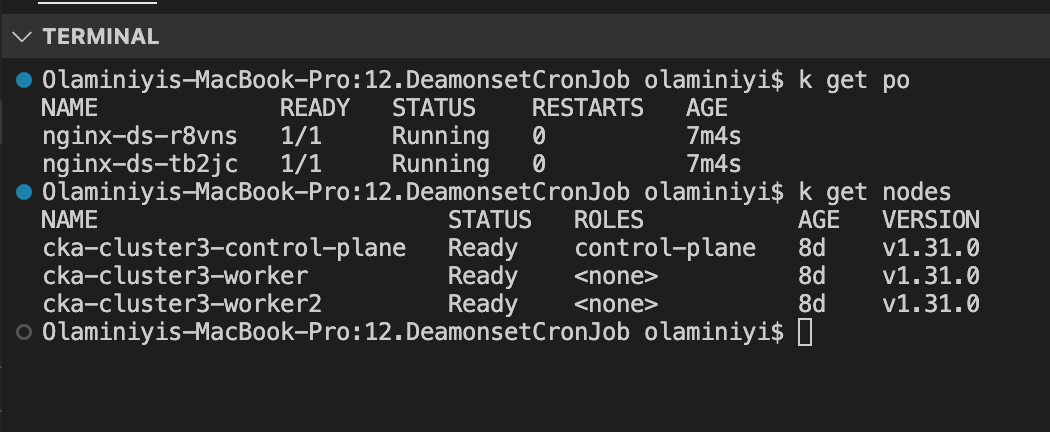 TERMINAL
Olaminiyis-MacBook-Pro:12.DeamonsetCronJob olaminiyi$ k get po
NAME READY STATUS RESTARTS AGE
nginx-ds-r8vns 1/1 Running 0 7m4s
nginx-ds-tb2jc 1/1 Running 0 7m4s
Olaminiyis-MacBook-Pro:12.DeamonsetCronJob olaminiyi$ k get nodes
NAME STATUS ROLES AGE VERSION
cka-cluster3-control-plane Ready control-plane 8d v1.31.0
cka-cluster3-worker Ready <none> 8d v1.31.0
cka-cluster3-worker2 Ready <none> 8d v1.31.0
Olaminiyis-MacBook-Pro:12.DeamonsetCronJob olaminiyi$